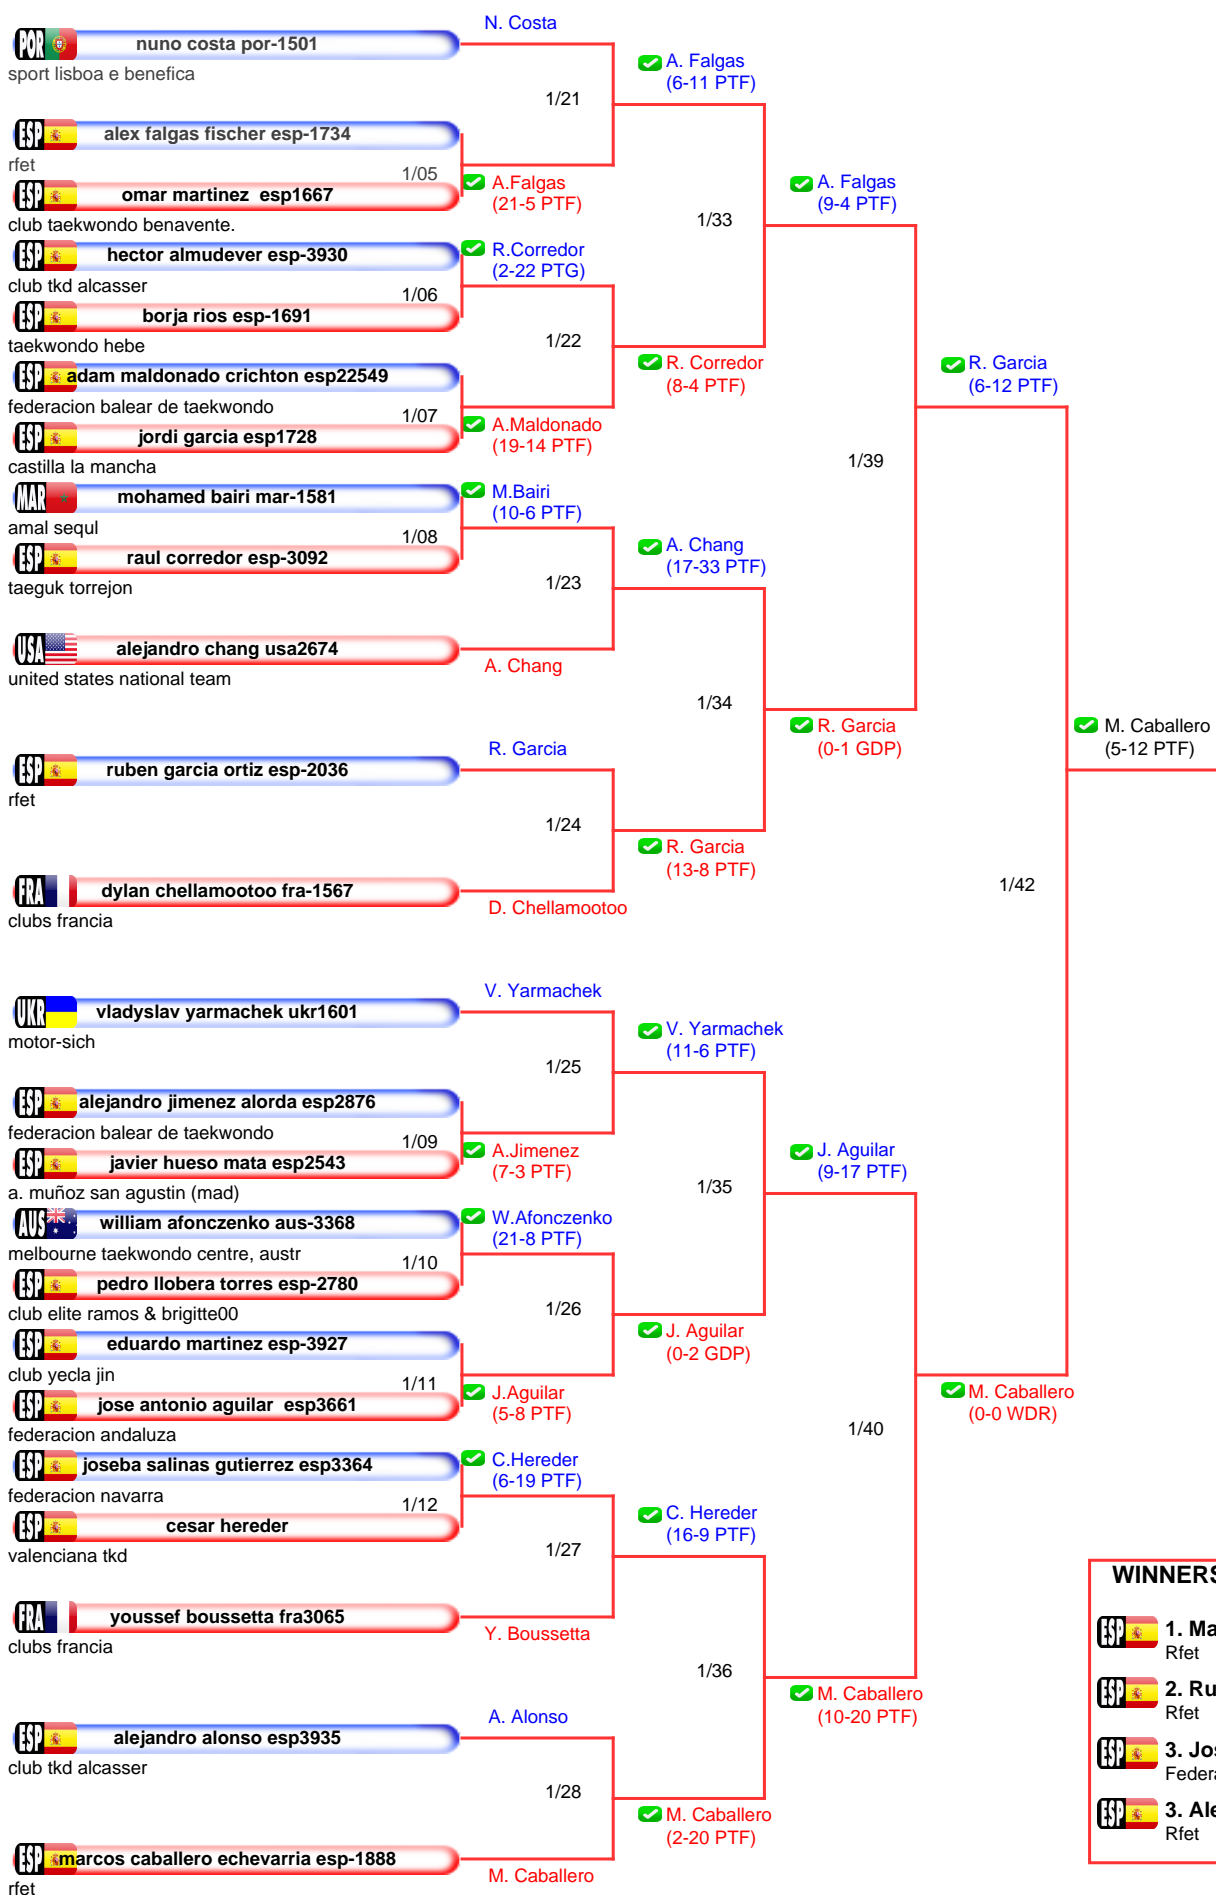 N. Costa
POR nuno costa por-1501
sport lisboa e benefica
A. Falgas
(6-11 PTF)
1/21
ESP alex falgas fischer esp-1734
rfet
1/05
ESP omar martinez esp1667
club taekwondo benavente.
A.Falgas
(21-5 PTF)
A. Falgas
(9-4 PTF)
1/33
ESP hector almudever esp-3930
club tkd alcasser
R.Corredor
(2-22 PTG)
1/06
ESP borja rios esp-1691
taekwondo hebe
1/22
ESP adam maldonado crichton esp22549
federacion balear de taekwondo
R. Corredor
(8-4 PTF)
R. Garcia
(6-12 PTF)
1/07
ESP jordi garcia esp1728
castilla la mancha
A.Maldonado
(19-14 PTF)
1/39
MAR mohamed bairi mar-1581
amal sequl
M.Bairi
(10-6 PTF)
1/08
ESP raul corredor esp-3092
taeguk torrejon
A. Chang
(17-33 PTF)
1/23
USA alejandro chang usa2674
united states national team
A. Chang
1/34
R. Garcia
(0-1 GDP)
M. Caballero
(5-12 PTF)
R. Garcia
ESP ruben garcia ortiz esp-2036
rfet
1/24
R. Garcia
(13-8 PTF)
FRA dylan chellamootoo fra-1567
clubs francia
D. Chellamootoo
1/42
V. Yarmachek
UKR vladyslav yarmachek ukr1601
motor-sich
V. Yarmachek
(11-6 PTF)
1/25
ESP alejandro jimenez alorda esp2876
federacion balear de taekwondo
1/09
ESP javier hueso mata esp2543
a. muñoz san agustin (mad)
A.Jimenez
(7-3 PTF)
J. Aguilar
(9-17 PTF)
1/35
AUS william afonczenko aus-3368
melbourne taekwondo centre, austr
W.Afonczenko
(21-8 PTF)
1/10
ESP pedro llobera torres esp-2780
club elite ramos & brigitte00
1/26
ESP eduardo martinez esp-3927
club yecla jin
J. Aguilar
(0-2 GDP)
1/11
ESP jose antonio aguilar esp3661
federacion andaluza
J.Aguilar
(5-8 PTF)
M. Caballero
(0-0 WDR)
1/40
ESP joseba salinas gutierrez esp3364
federacion navarra
C.Hereder
(6-19 PTF)
1/12
ESP cesar hereder
valenciana tkd
C. Hereder
(16-9 PTF)
1/27
FRA youssef boussetta fra3065
clubs francia
Y. Boussetta
1/36
M. Caballero
(10-20 PTF)
A. Alonso
ESP alejandro alonso esp3935
club tkd alcasser
1/28
M. Caballero
(2-20 PTF)
ESP marcos caballero echevarria esp-1888
rfet
M. Caballero
WINNERS
ESP 1. Ma
Rfet
ESP 2. Ru
Rfet
ESP 3. Jos
Federa
ESP 3. Ale
Rfet